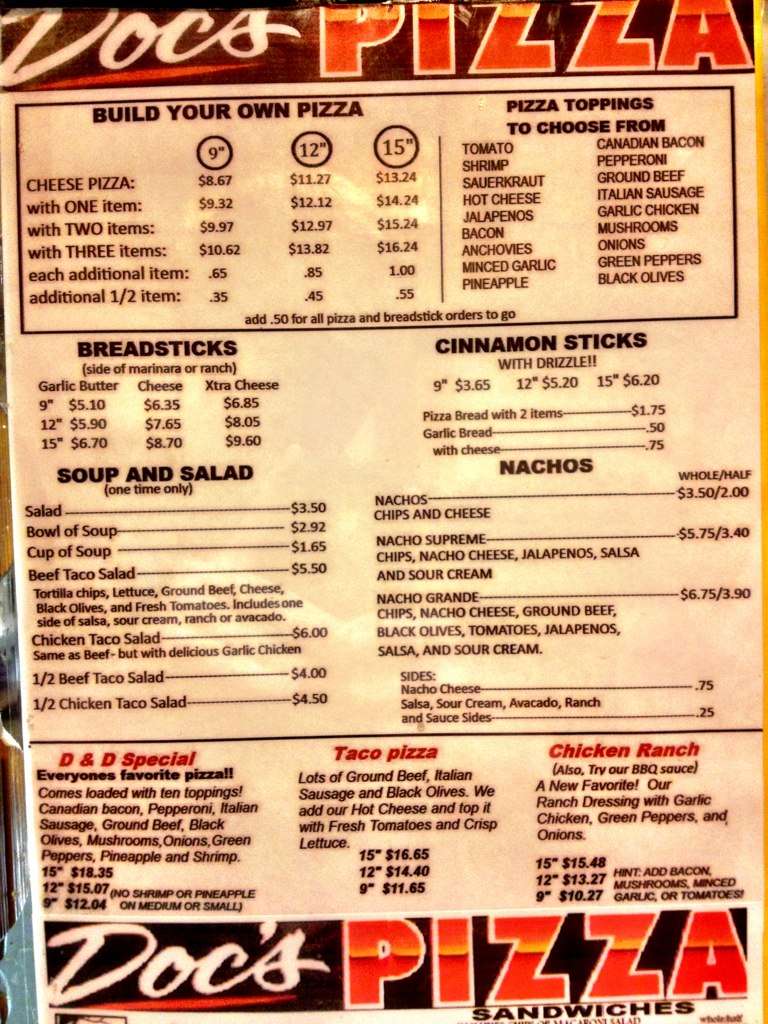 Doc's PIZZA
BUILD YOUR OWN PIZZA
9" 12" 15"
CHEESE PIZZA: $8.67 $11.27 $13.24
with ONE item: $9.32 $12.12 $14.24
with TWO items: $9.97 $12.97 $15.24
with THREE items: $10.62 $13.82 $16.24
each additional item: .65 .85 1.00
additional 1/2 item: .35 .45 .55
PIZZA TOPPINGS
TO CHOOSE FROM
TOMATO
SHRIMP
SAUERKRAUT
HOT CHEESE
JALAPENOS
BACON
ANCHOVIES
MINCED GARLIC
PINEAPPLE
CANADIAN BACON
PEPPERONI
GROUND BEEF
ITALIAN SAUSAGE
GARLIC CHICKEN
MUSHROOMS
ONIONS
GREEN PEPPERS
BLACK OLIVES
add .50 for all pizza and breadstick orders to go
BREADSTICKS
(side of marinara or ranch)
Garlic Butter Cheese Xtra Cheese
9" $5.10 $6.35 $6.85
12" $5.90 $7.65 $8.05
15" $6.70 $8.70 $9.60
CINNAMON STICKS
WITH DRIZZLE!!
9" $3.65 12" $5.20 15" $6.20
Pizza Bread with 2 items $1.75
Garlic Bread .50
with cheese .75
SOUP AND SALAD
(one time only)
Salad $3.50
Bowl of Soup $2.92
Cup of Soup $1.65
Beef Taco Salad $5.50
Tortilla chips, Lettuce, Ground Beef, Cheese,
Black Olives, and Fresh Tomatoes. Includes one
side of salsa, sour cream, ranch or avacado.
Chicken Taco Salad $6.00
Same as Beef- but with delicious Garlic Chicken
1/2 Beef Taco Salad $4.00
1/2 Chicken Taco Salad $4.50
NACHOS
WHOLE/HALF
NACHOS $3.50/2.00
CHIPS AND CHEESE
NACHO SUPREME $5.75/3.40
CHIPS, NACHO CHEESE, JALAPENOS, SALSA
AND SOUR CREAM
NACHO GRANDE $6.75/3.90
CHIPS, NACHO CHEESE, GROUND BEEF,
BLACK OLIVES, TOMATOES, JALAPENOS,
SALSA, AND SOUR CREAM.
SIDES:
Nacho Cheese .75
Salsa, Sour Cream, Avacado, Ranch
and Sauce Sides .25
D & D Special
Everyones favorite pizza!!
Comes loaded with ten toppings!
Canadian bacon, Pepperoni, Italian
Sausage, Ground Beef, Black
Olives, Mushrooms,Onions,Green
Peppers, Pineapple and Shrimp.
15" $18.35
12" $15.07 (NO SHRIMP OR PINEAPPLE
9" $12.04 ON MEDIUM OR SMALL)
Taco pizza
Lots of Ground Beef, Italian
Sausage and Black Olives. We
add our Hot Cheese and top it
with Fresh Tomatoes and Crisp
Lettuce.
15" $16.65
12" $14.40
9" $11.65
Chicken Ranch
(Also, Try our BBQ sauce)
A New Favorite! Our
Ranch Dressing with Garlic
Chicken, Green Peppers, and
Onions.
15" $15.48
12" $13.27 HINT: ADD BACON,
MUSHROOMS, MINCED
9" $10.27 GARLIC, OR TOMATOES!
Doc's PIZZA
SANDWICHES
CHIPS OR MACARONI SALAD
whole/half